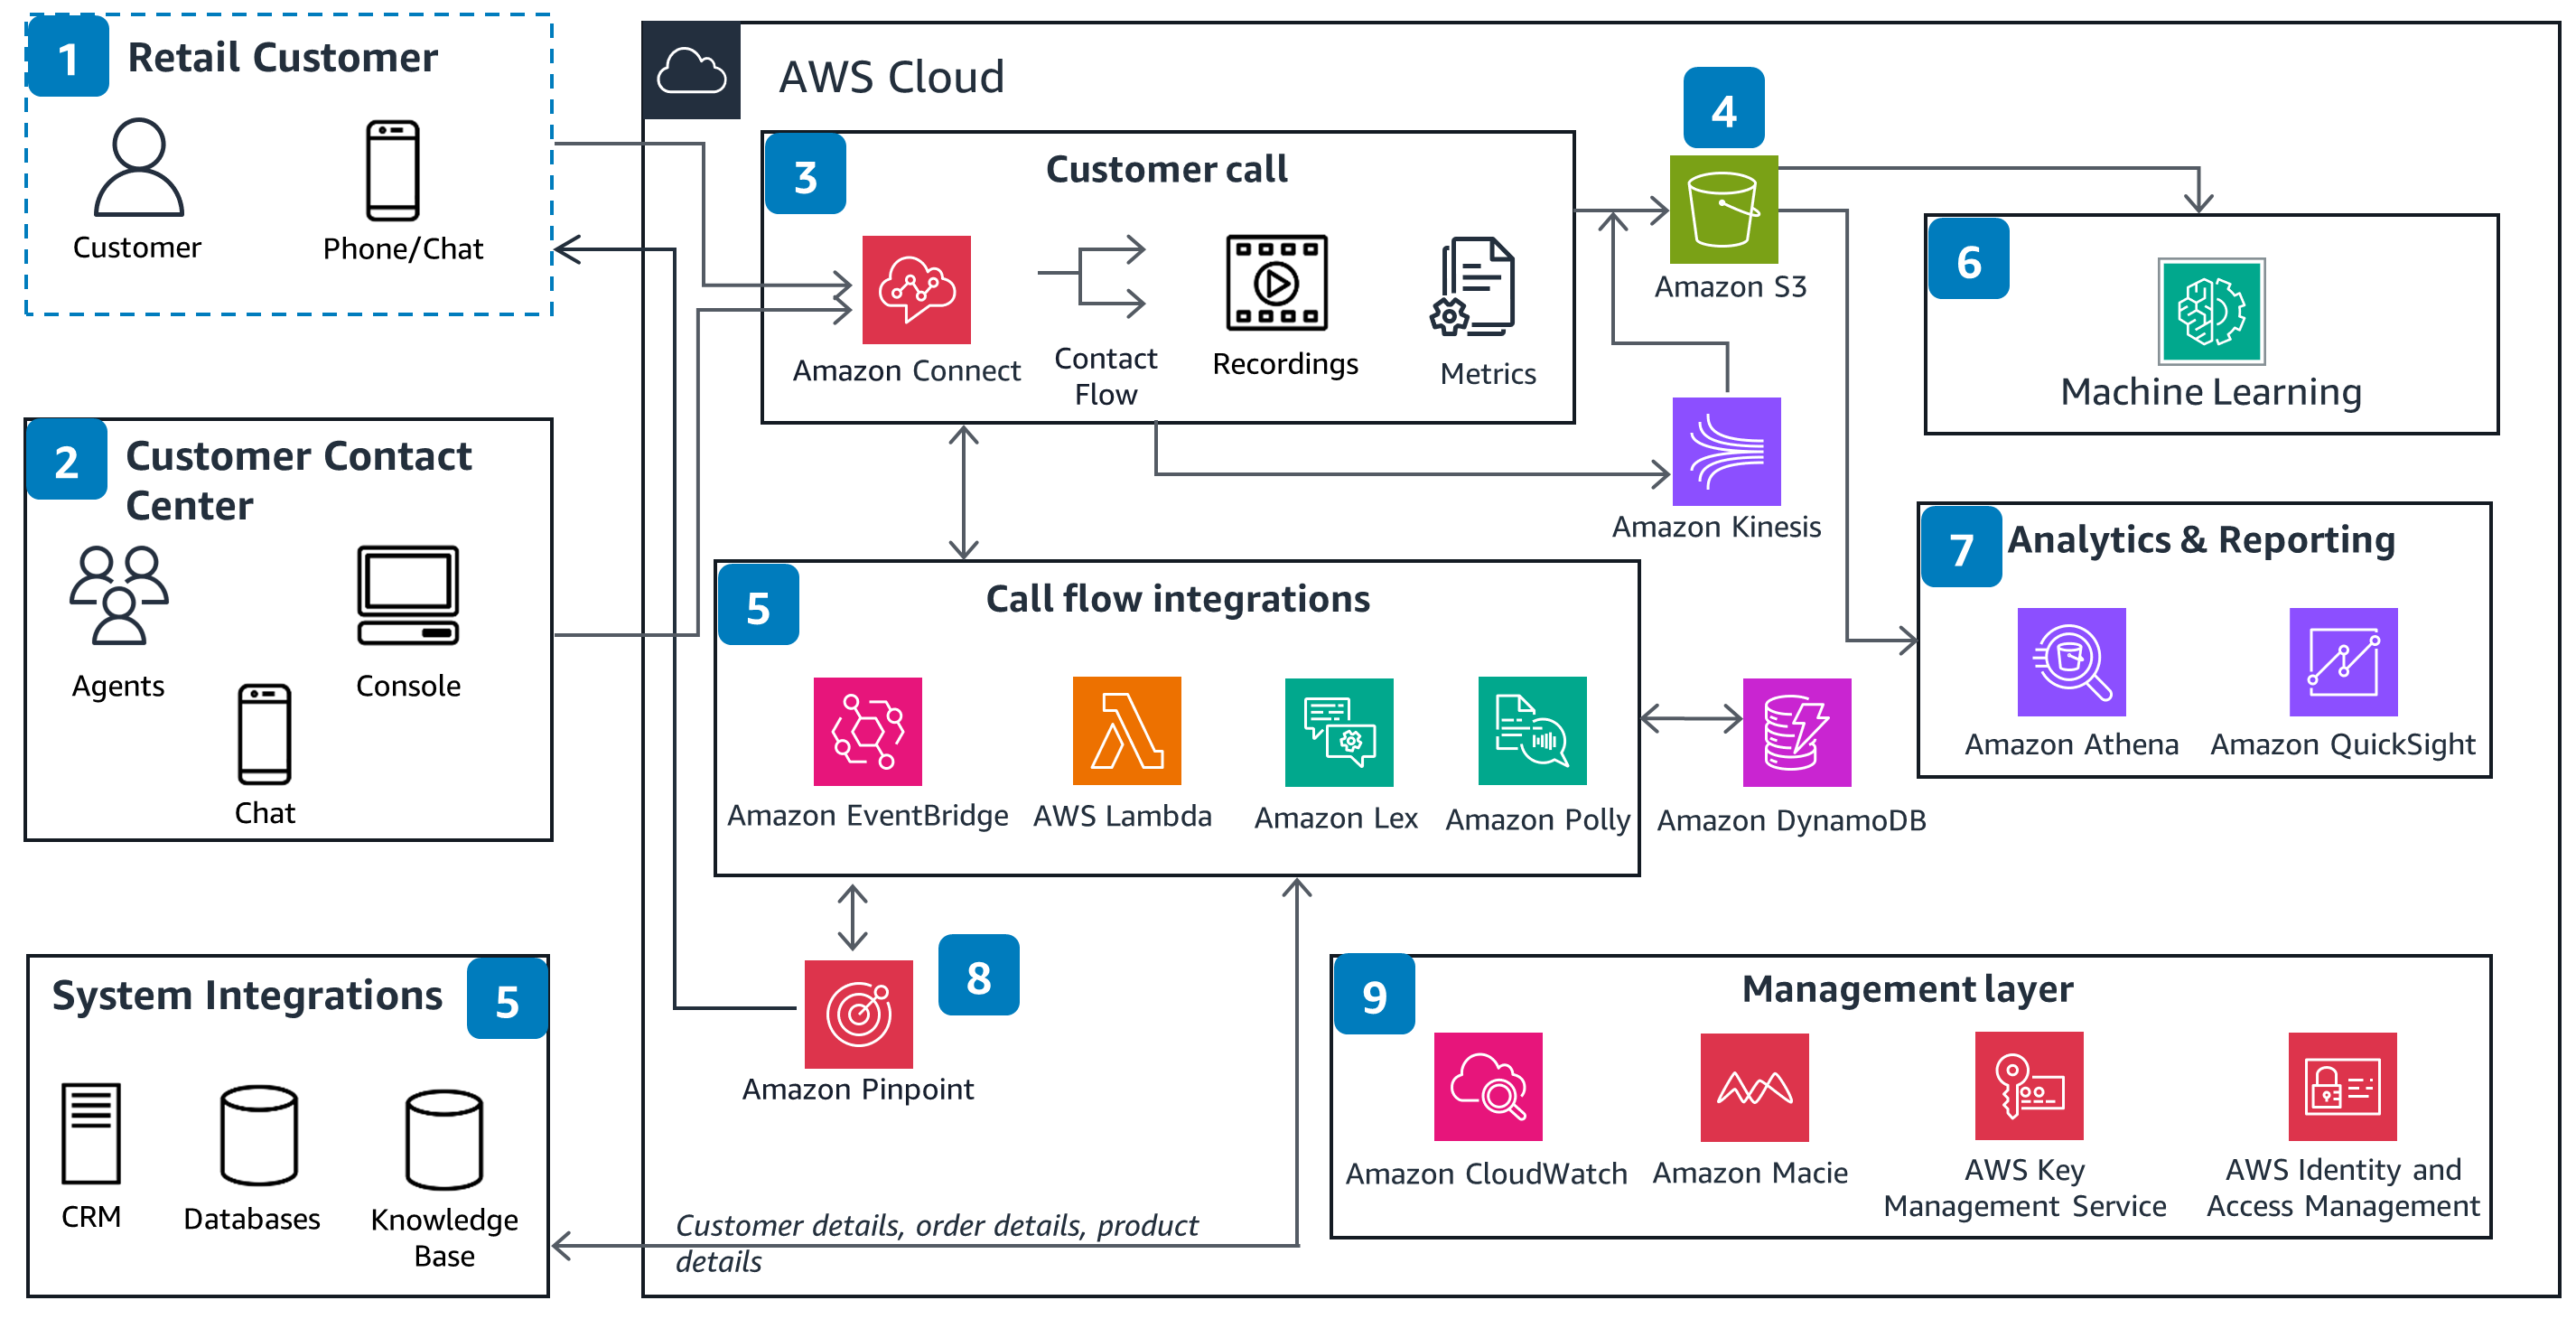 1
Retail Customer
Customer
Phone/Chat
2
Customer Contact
Center
Agents
Console
Chat
System Integrations
5
CRM
Databases
Knowledge
Base
AWS Cloud
3
Customer call
Amazon Connect
Contact
Flow
Recordings
Metrics
4
Amazon S3
Amazon Kinesis
6
Machine Learning
7
Analytics & Reporting
Amazon Athena
Amazon QuickSight
5
Call flow integrations
Amazon EventBridge
AWS Lambda
Amazon Lex
Amazon Polly
Amazon DynamoDB
8
Amazon Pinpoint
Customer details, order details, product
details
9
Management layer
Amazon CloudWatch
Amazon Macie
AWS Key
Management Service
AWS Identity and
Access Management